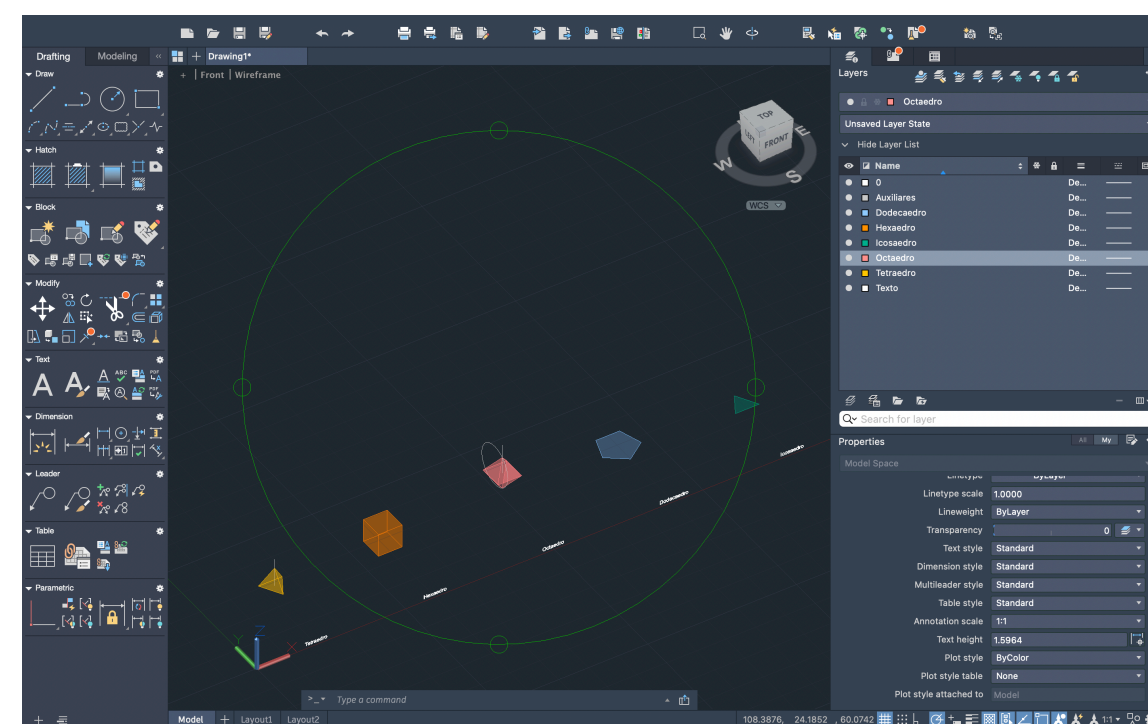 Drafting
Modeling
Drawing1*
+ | Front | Wireframe
Draw
Hatch
Block
Modify
Text
Dimension
Leader
Table
Parametric
TOP
LEFT
FRONT
E
W
S
WCS
Icosaedro
Dodecaedro
Octaedro
Hexaedro
Tetraedro
X
Y
Z
>_ Type a command
Model
Layout1
Layout2
108.3876, 24.1852 , 60.0742
1:1
Layers
Octaedro
Unsaved Layer State
Hide Layer List
Name
0 De...
Auxiliares De...
Dodecaedro De...
Hexaedro De...
Icosaedro De...
Octaedro De...
Tetraedro De...
Texto De...
Search for layer
Properties
All
My
Model Space
Linetype ByLayer
Linetype scale 1.0000
Lineweight ByLayer
Transparency 0
Text style Standard
Dimension style Standard
Multileader style Standard
Table style Standard
Annotation scale 1:1
Text height 1.5964
Plot style ByColor
Plot style table None
Plot style attached to Model